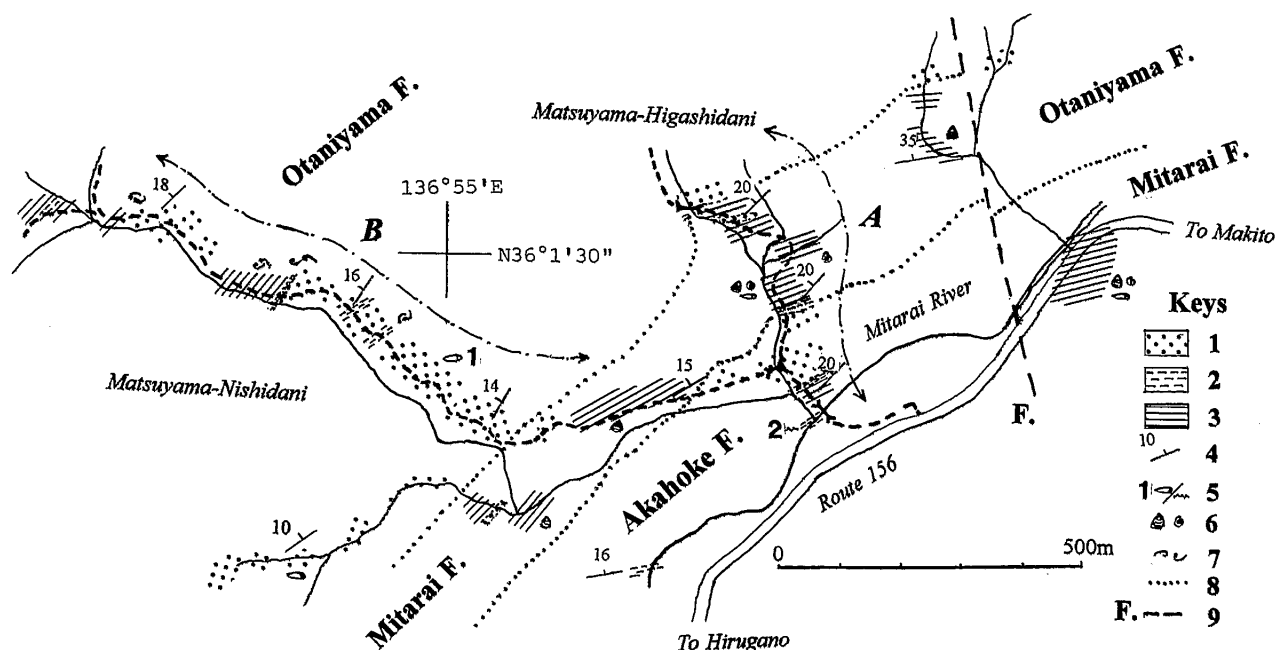 Otaniyama F.
Matsuyama-Higashidani
136°55'E
N36°1'30"
B
A
18
16
14
20
20
20
15
35
Otaniyama F.
Mitarai F.
To Makito
Mitarai River
Matsuyama-Nishidani
1
2
Akahoke F.
Route 156
F.
10
16
Mitarai F.
To Hirugano
0 500m
Keys
1
2
3
10 4
1 5
6
7
8
F. 9